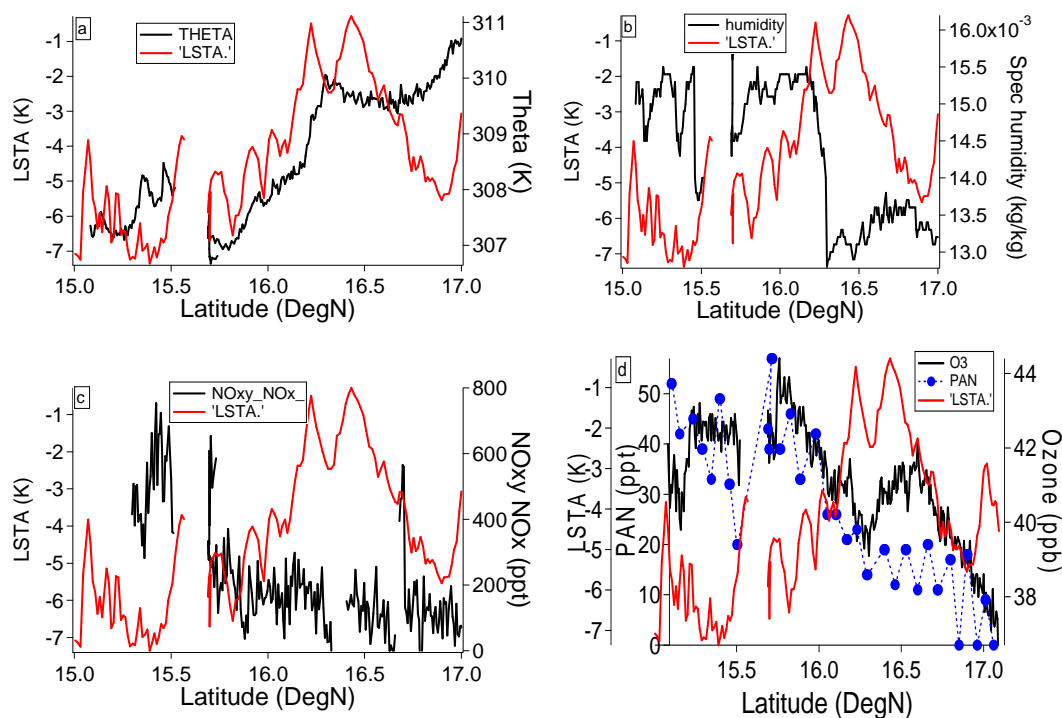 a
THETA
'LSTA.'
-1
-2
-3
-4
-5
-6
-7
LSTA (K)
311
310
309
308
307
Theta (K)
15.0 15.5 16.0 16.5 17.0
Latitude (DegN)
b
humidity
'LSTA.'
-1
-2
-3
-4
-5
-6
-7
LSTA (K)
16.0x10-3
15.5
15.0
14.5
14.0
13.5
13.0
Spec humidity (kg/kg)
15.0 15.5 16.0 16.5 17.0
Latitude (DegN)
c
NOxy_NOx_
'LSTA.'
-1
-2
-3
-4
-5
-6
-7
LSTA (K)
800
600
400
200
0
NOxy NOx (ppt)
15.0 15.5 16.0 16.5 17.0
Latitude (DegN)
d
O3
PAN
'LSTA.'
-1
-2
-3
-4
-5
-6
-7
LSTA (K)
50
40
30
20
10
0
PAN (ppt)
44
42
40
38
Ozone (ppb)
15.5 16.0 16.5 17.0
Latitude (DegN)